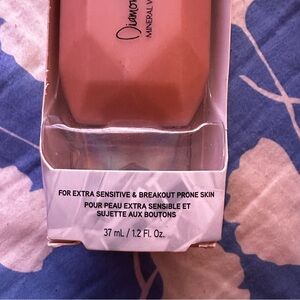 FOR EXTRA SENSITIVE & BREAKOUT PRONE SKIN
POUR PEAU EXTRA SENSIBLE ET
SUJETTE AUX BOUTONS
37 mL / 1.2 Fl. Oz.
MINERAL